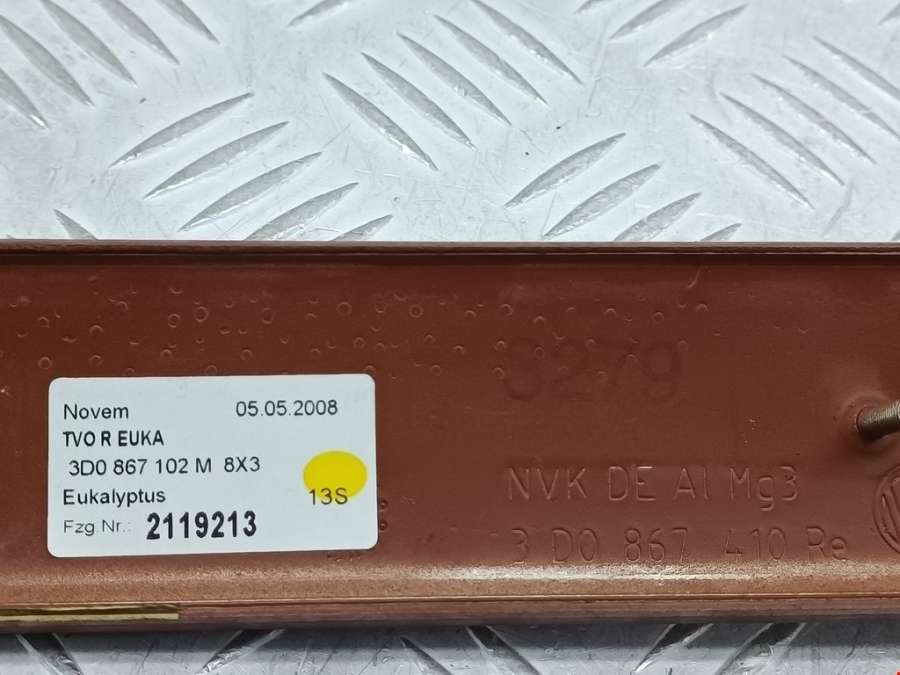 Novem 05.05.2008
TVO R EUKA
3D0 867 102 M 8X3
Eukalyptus 13S
Fzg.Nr.: 2119213
8279
NVK DE Al Mg3
3 D0 867 410 Re